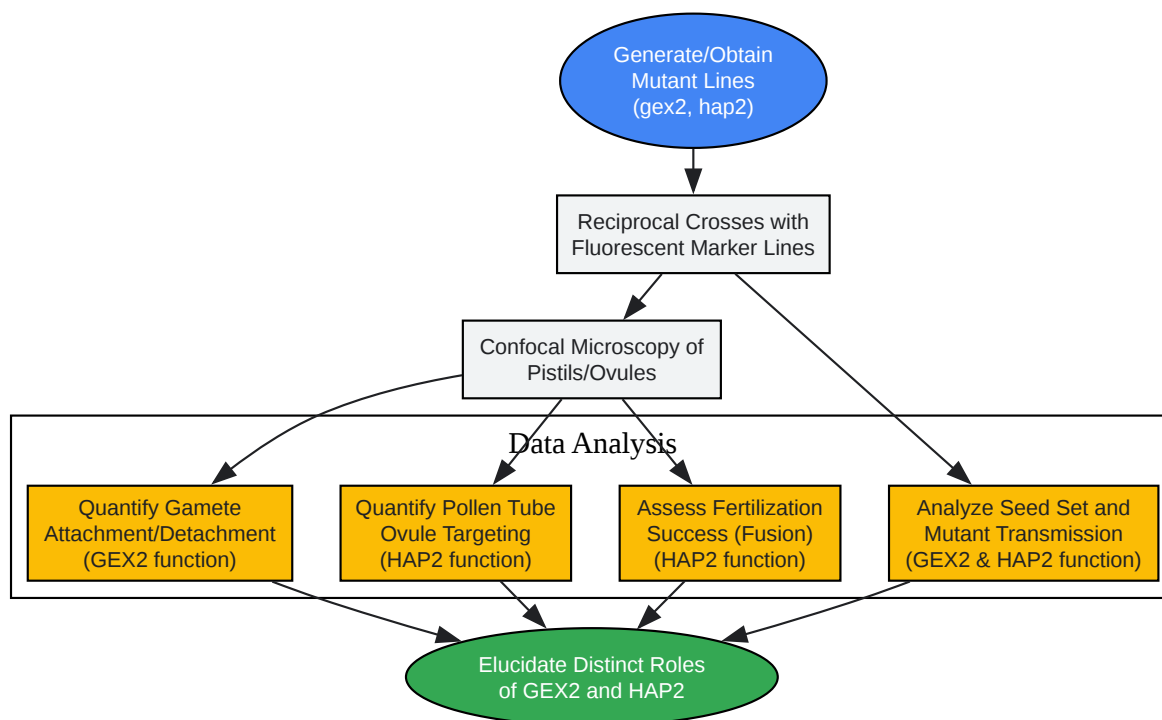 Generate/Obtain
Mutant Lines
(gex2, hap2)
Reciprocal Crosses with
Fluorescent Marker Lines
Confocal Microscopy of
Pistils/Ovules
Data Analysis
Quantify Gamete
Attachment/Detachment
(GEX2 function)
Quantify Pollen Tube
Ovule Targeting
(HAP2 function)
Assess Fertilization
Success (Fusion)
(HAP2 function)
Analyze Seed Set and
Mutant Transmission
(GEX2 & HAP2 function)
Elucidate Distinct Roles
of GEX2 and HAP2